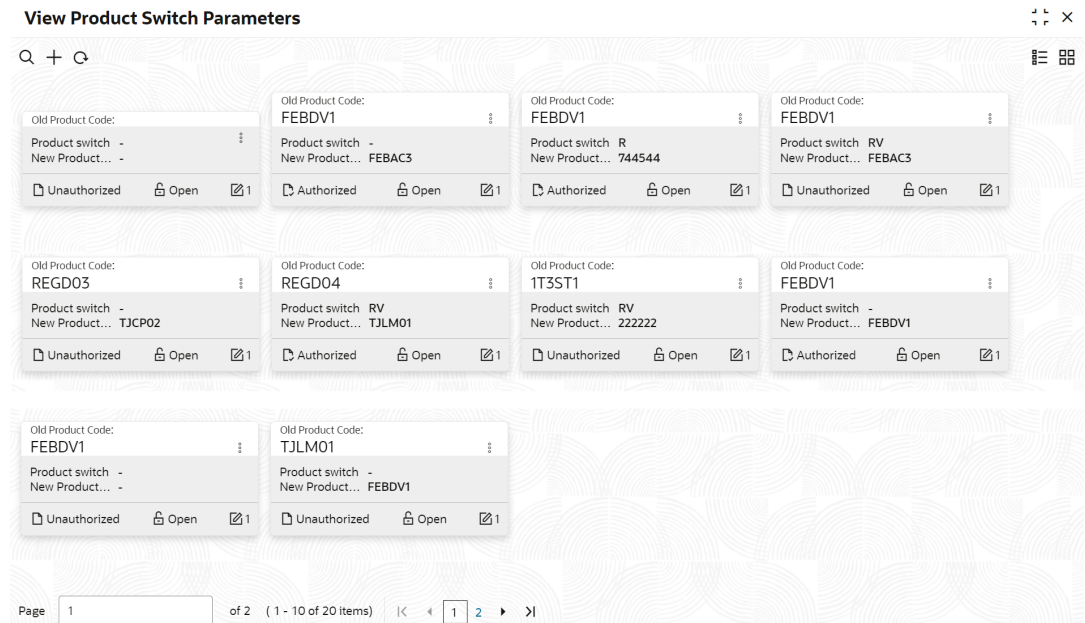 View Product Switch Parameters
Old Product Code:
Product switch -
New Product... -
Unauthorized Open 1
Old Product Code:
FEBDV1
Product switch -
New Product... FEBAC3
Authorized Open 1
Old Product Code:
FEBDV1
Product switch R
New Product... 744544
Authorized Open 1
Old Product Code:
FEBDV1
Product switch RV
New Product... FEBAC3
Unauthorized Open 1
Old Product Code:
REGD03
Product switch -
New Product... TJCP02
Unauthorized Open 1
Old Product Code:
REGD04
Product switch RV
New Product... TJLM01
Authorized Open 1
Old Product Code:
1T3ST1
Product switch RV
New Product... 222222
Unauthorized Open 1
Old Product Code:
FEBDV1
Product switch -
New Product... FEBDV1
Authorized Open 1
Old Product Code:
FEBDV1
Product switch -
New Product... -
Unauthorized Open 1
Old Product Code:
TJLM01
Product switch -
New Product... FEBDV1
Unauthorized Open 1
Page 1 of 2 ( 1 - 10 of 20 items) 1 2